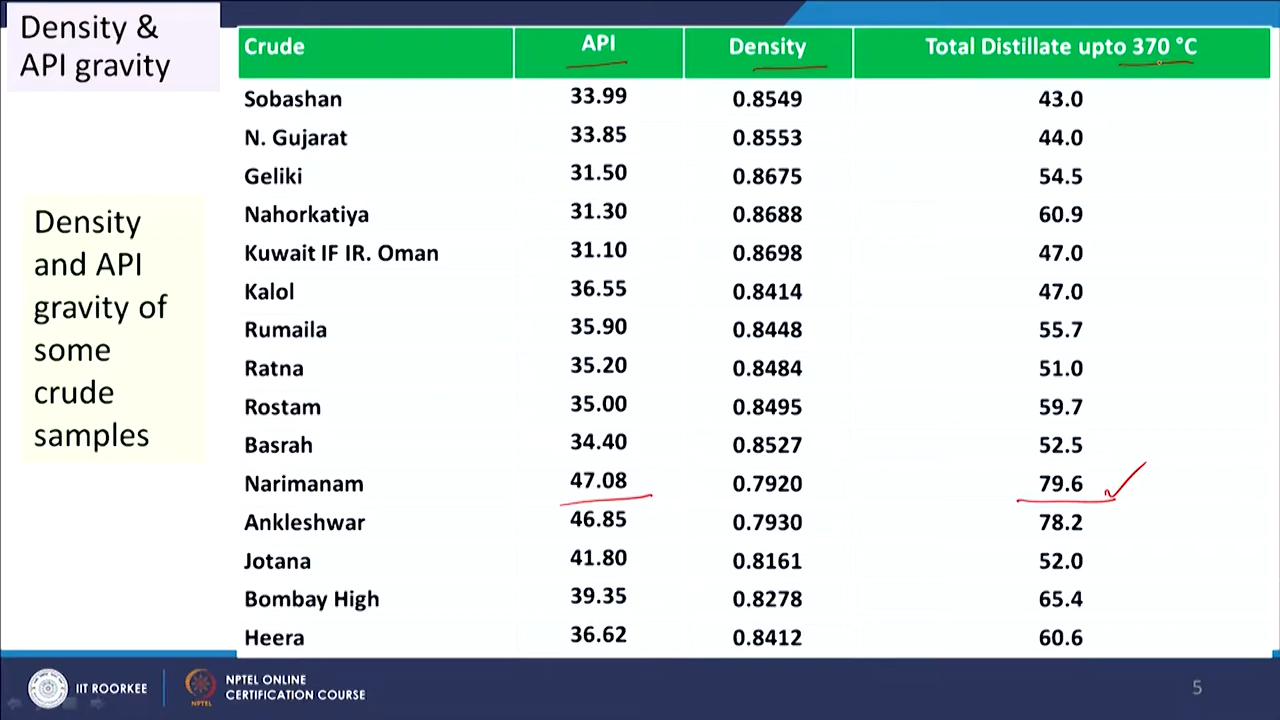 Density &
API gravity
Density
and API
gravity of
some
crude
samples
Crude API Density Total Distillate upto 370 °C
Sobashan 33.99 0.8549 43.0
N. Gujarat 33.85 0.8553 44.0
Geliki 31.50 0.8675 54.5
Nahorkatiya 31.30 0.8688 60.9
Kuwait IF IR. Oman 31.10 0.8698 47.0
Kalol 36.55 0.8414 47.0
Rumaila 35.90 0.8448 55.7
Ratna 35.20 0.8484 51.0
Rostam 35.00 0.8495 59.7
Basrah 34.40 0.8527 52.5
Narimanam 47.08 0.7920 79.6
Ankleshwar 46.85 0.7930 78.2
Jotana 41.80 0.8161 52.0
Bombay High 39.35 0.8278 65.4
Heera 36.62 0.8412 60.6
IIT ROORKEE
NPTEL
NPTEL ONLINE
CERTIFICATION COURSE
5